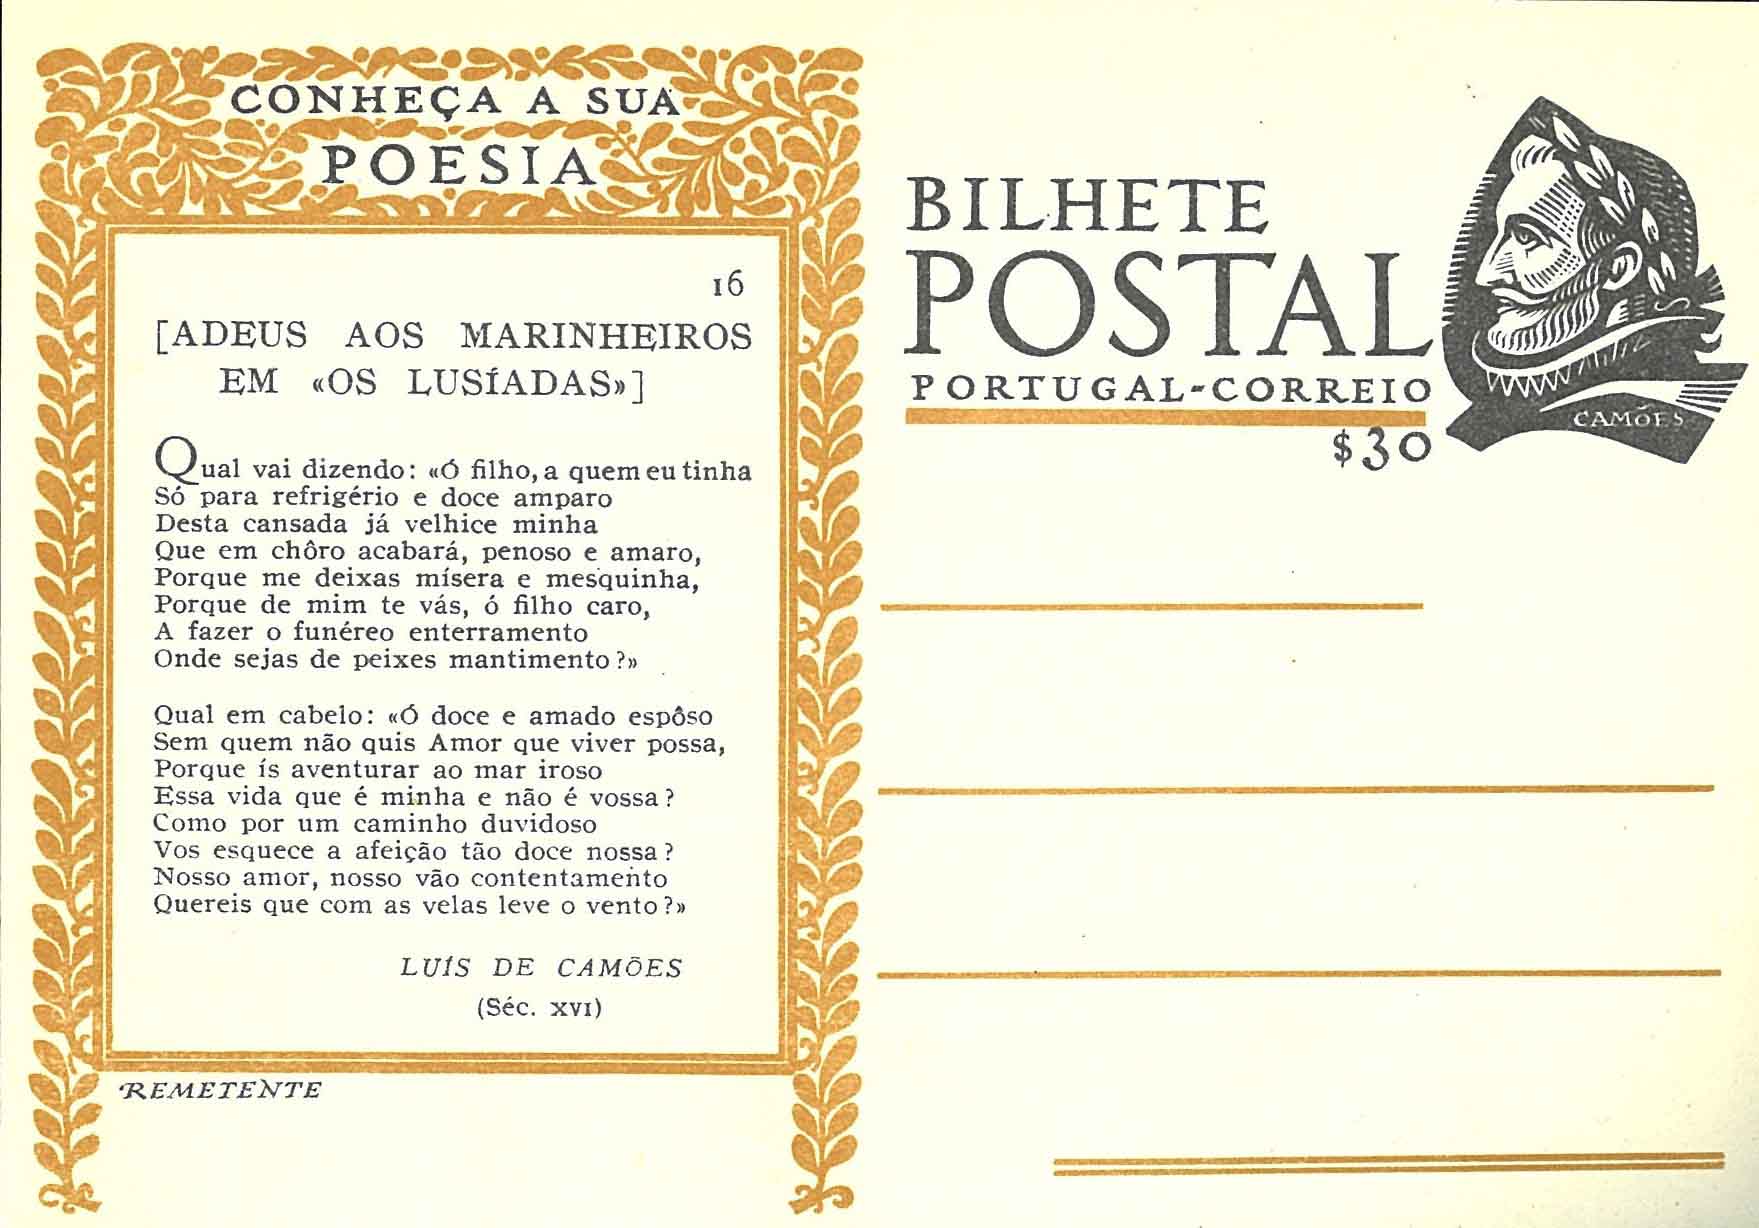 CONHEÇA A SUA
POESIA
16
[ADEUS AOS MARINHEIROS
EM «OS LUSÍADAS»]
Qual vai dizendo: «Ó filho, a quem eu tinha
Só para refrigério e doce amparo
Desta cansada já velhice minha
Que em chôro acabará, penoso e amaro,
Porque me deixas mísera e mesquinha,
Porque de mim te vás, ó filho caro,
A fazer o funéreo enterramento
Onde sejas de peixes mantimento?»
Qual em cabelo: «Ó doce e amado espôso
Sem quem não quis Amor que viver possa,
Porque ís aventurar ao mar iroso
Essa vida que é minha e não é vossa?
Como por um caminho duvidoso
Vos esquece a afeição tão doce nossa?
Nosso amor, nosso vão contentamento
Quereis que com as velas leve o vento?»
LUÍS DE CAMÕES
(Séc. XVI)
REMETENTE
BILHETE
POSTAL
PORTUGAL-CORREIO
$30
CAMÕES